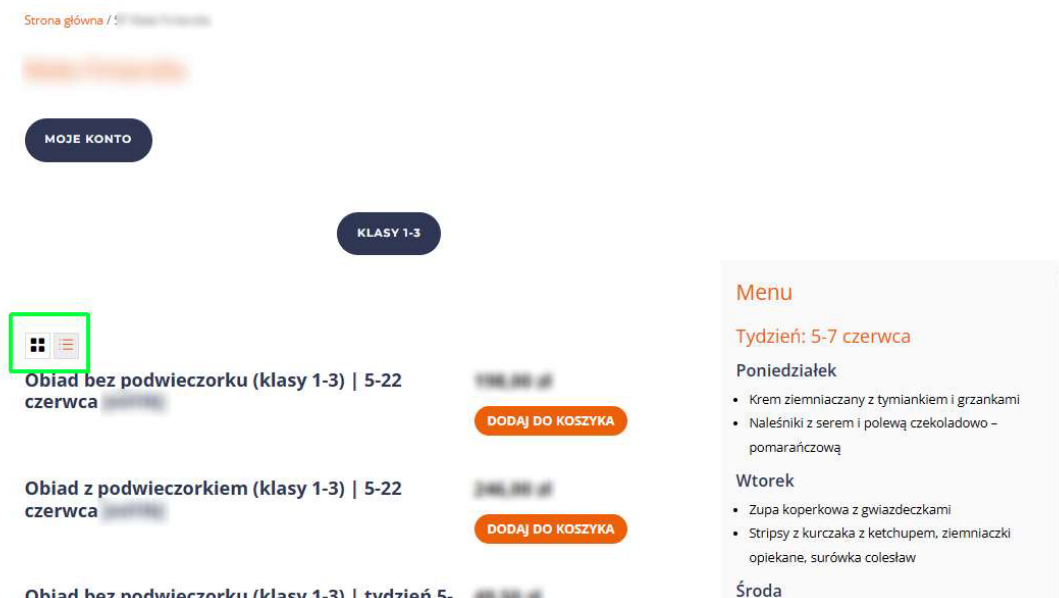 Strona główna /
MOJE KONTO
KLASY 1-3
Obiad bez podwieczorku (klasy 1-3) | 5-22
czerwca
DODAJ DO KOSZYKA
Obiad z podwieczorkiem (klasy 1-3) | 5-22
czerwca
DODAJ DO KOSZYKA
Obiad bez podwieczorku (klasy 1-3) | tydzień 5-
Menu
Tydzień: 5-7 czerwca
Poniedziałek
• Krem ziemniaczany z tymiankiem i grzankami
• Naleśniki z serem i polewą czekoladowo –
pomarańczową
Wtorek
• Zupa koperkowa z gwiazdeczkami
• Stripsy z kurczaka z ketchupem, ziemniaczki
opiekane, surówka colesław
Środa